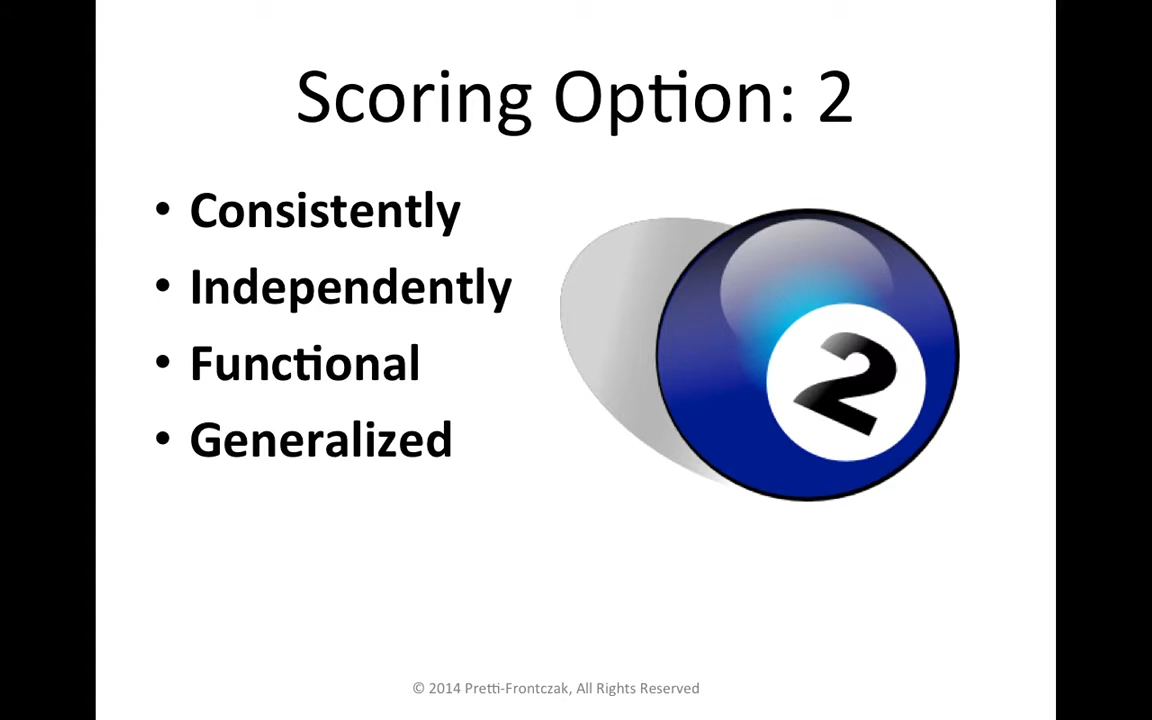 Scoring Option: 2
• Consistently
• Independently
• Functional
• Generalized
2
© 2014 Pretti-Frontczak, All Rights Reserved